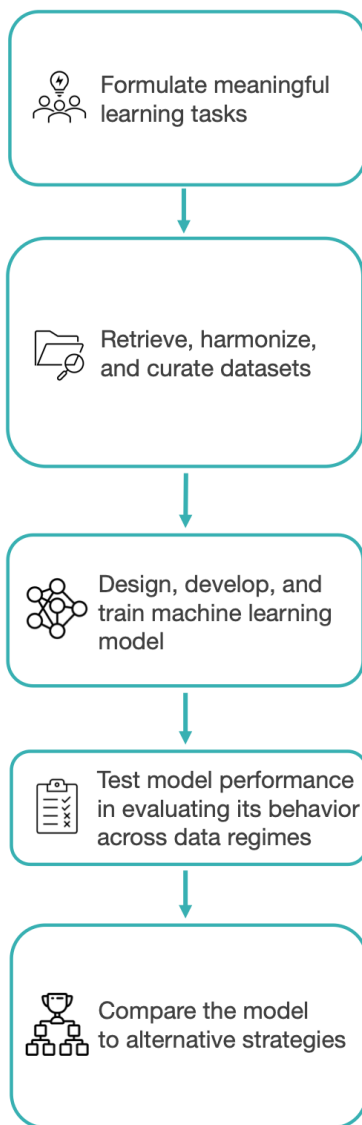 Formulate meaningful
learning tasks
Retrieve, harmonize,
and curate datasets
Design, develop, and
train machine learning
model
Test model performance
in evaluating its behavior
across data regimes
Compare the model
to alternative strategies